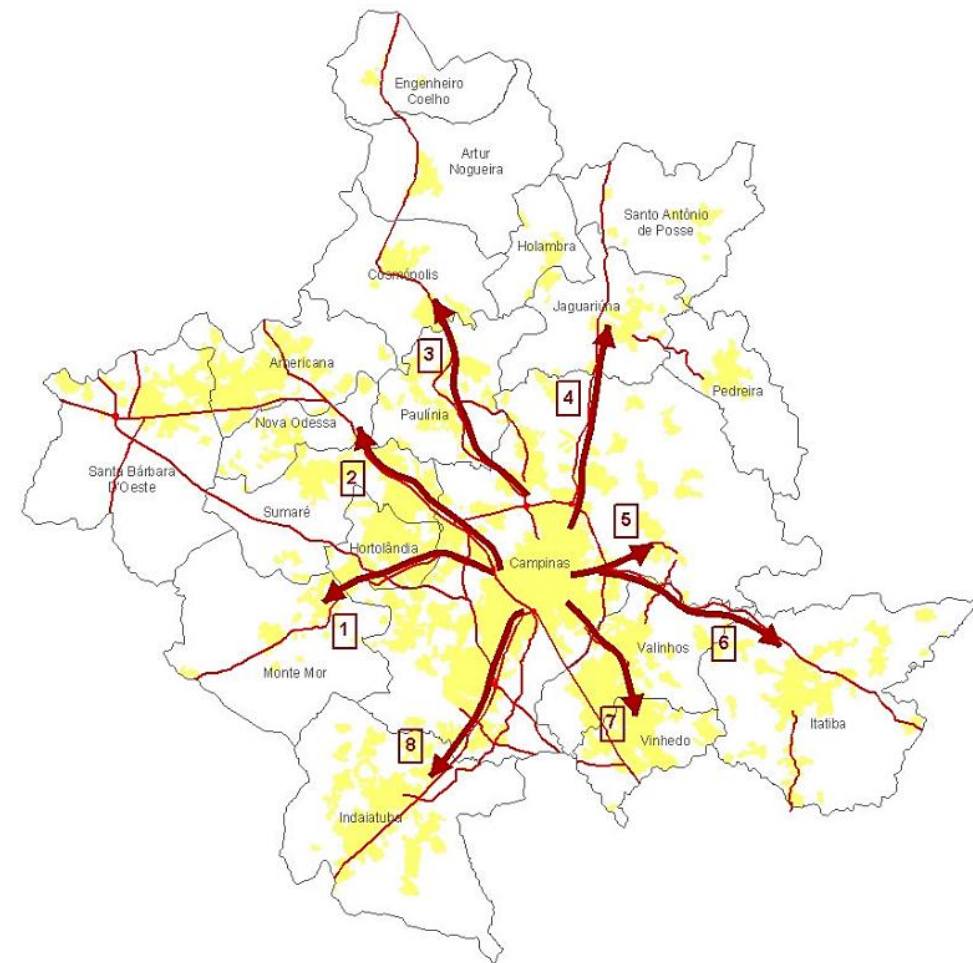 Engenheiro
Coelho
Artur
Nogueira
Santo Antônio
de Posse
Holambra
Cosmópolis
Jaguariúna
3
Americana
4
Pedreira
Paulínia
Nova Odessa
2
Santa Bárbara
D'Oeste
Sumaré
5
Hortolândia
Campinas
1
6
Valinhos
Monte Mor
7
Itatiba
8
Vinhedo
Indaiatuba